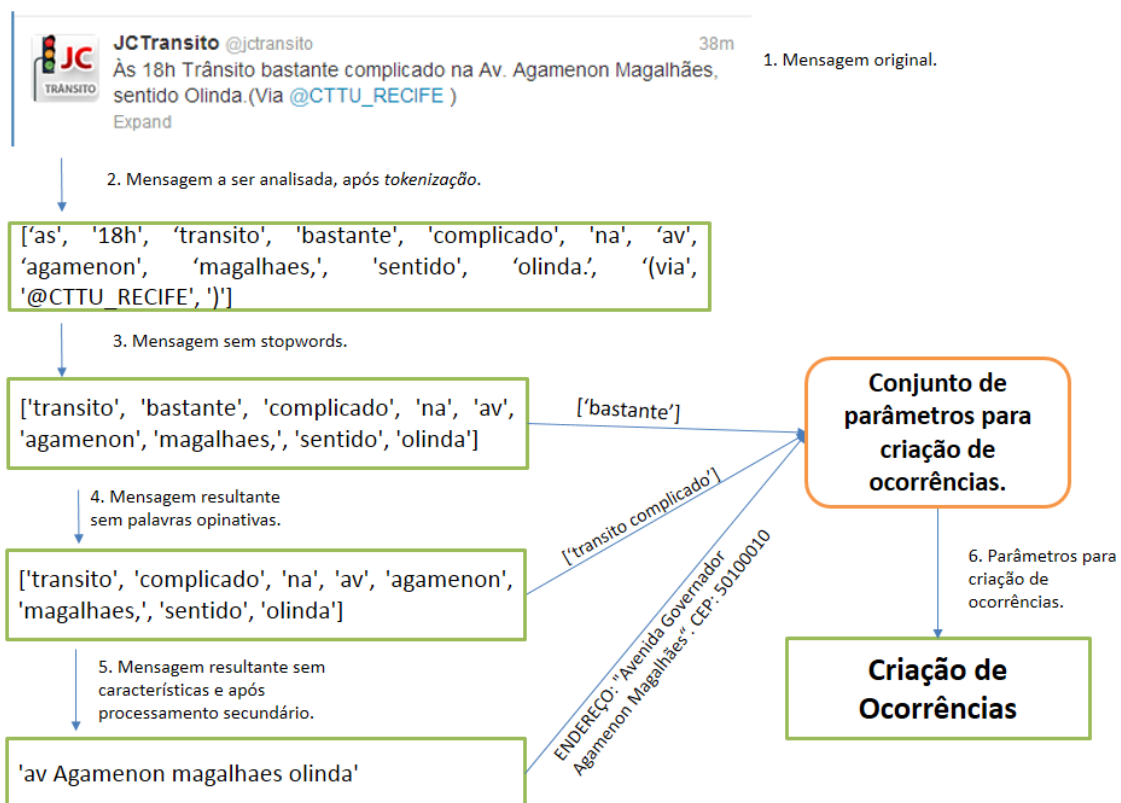 JCTransito @jctransito 38m
JC
TRÂNSITO
Às 18h Trânsito bastante complicado na Av. Agamenon Magalhães,
sentido Olinda.(Via @CTTU_RECIFE )
Expand
1. Mensagem original.
2. Mensagem a ser analisada, após tokenização.
[‘as', '18h', ‘transito', 'bastante', 'complicado', 'na', ‘av',
‘agamenon', ‘magalhaes,', 'sentido', ‘olinda.’, ‘(via',
'@CTTU_RECIFE', ')']
3. Mensagem sem stopwords.
['transito', 'bastante', 'complicado', 'na', 'av',
'agamenon', 'magalhaes,', 'sentido', 'olinda']
[‘bastante’]
4. Mensagem resultante
sem palavras opinativas.
['transito', 'complicado', 'na', 'av', 'agamenon',
'magalhaes,', 'sentido', 'olinda']
[‘transito complicado’]
5. Mensagem resultante sem
características e após
processamento secundário.
'av Agamenon magalhaes olinda'
ENDEREÇO: "Avenida Governador
Agamenon Magalhães“. CEP: 50100010
Conjunto de
parâmetros para
criação de
ocorrências.
6. Parâmetros para
criação de
ocorrências.
Criação de
Ocorrências